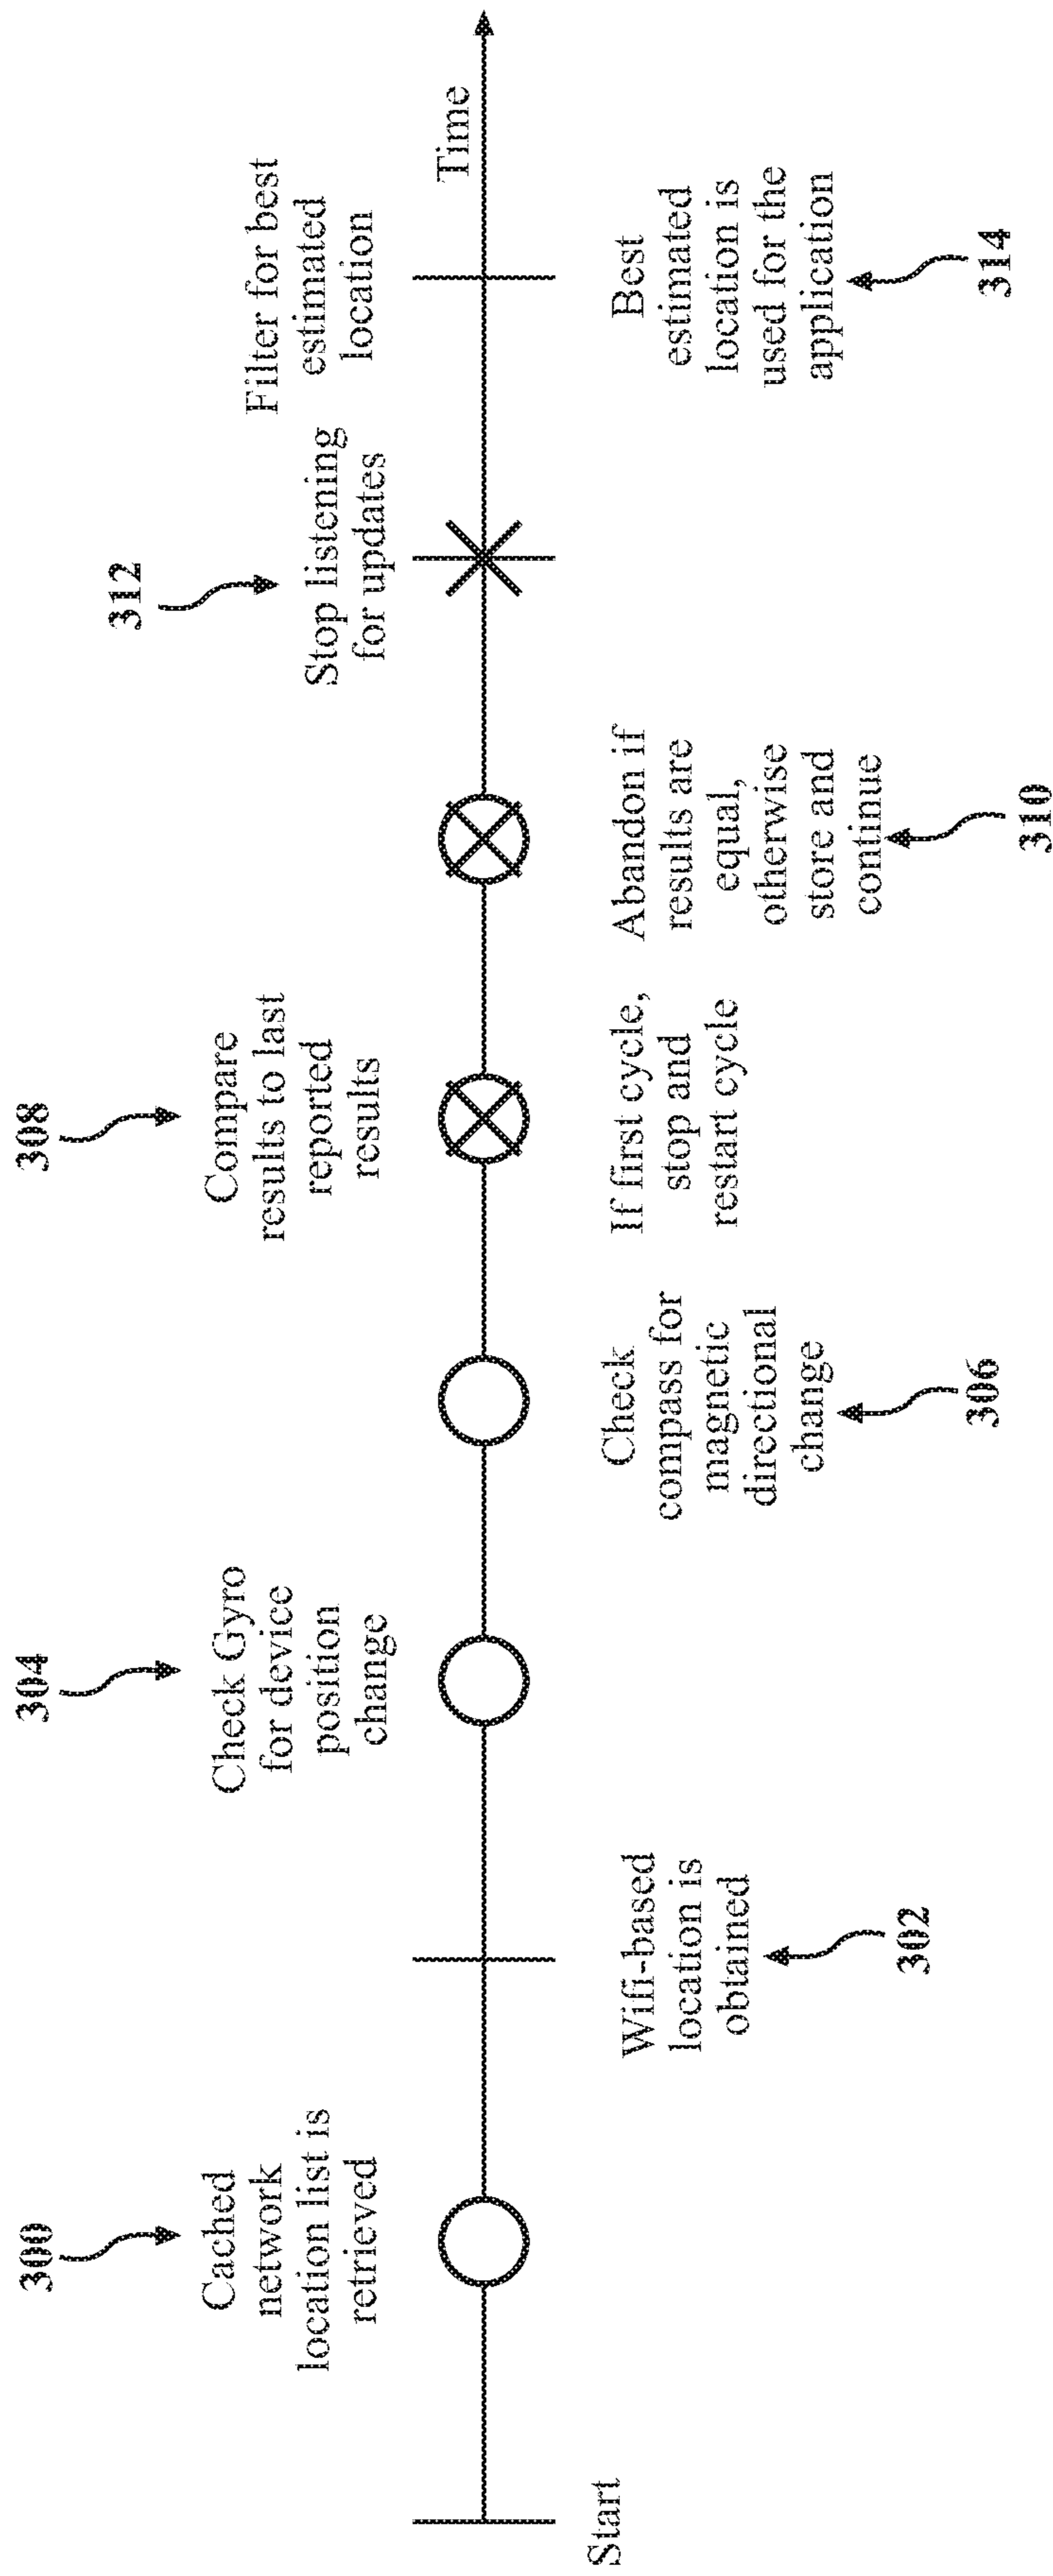 Start
300
Cached
network
location list is
retrieved
Wifi-based
location is
obtained
302
304
Check Gyro
for device
position
change
Check
compass for
magnetic
directional
change
306
308
Compare
results to last
reported
results
If first cycle,
stop and
restart cycle
Abandon if
results are
equal,
otherwise
store and
continue
310
312
Stop listening
for updates
Filter for best
estimated
location
Best
estimated
location is
used for the
application
314
Time